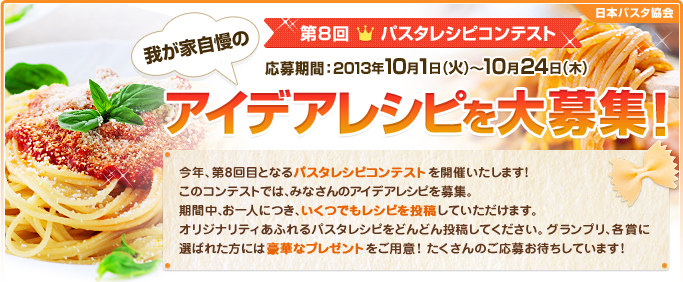 日本パスタ協会
我が家自慢の
第8回 パスタレシピコンテスト
応募期間：2013年10月1日(火)～10月24日(木)
アイデアレシピを大募集！
今年、第8回目となるパスタレシピコンテストを開催いたします！
このコンテストでは、みなさんのアイデアレシピを募集。
期間中、お一人につき、いくつでもレシピを投稿していただけます。
オリジナリティあふれるパスタレシピをどんどん投稿してください。グランプリ、各賞に
選ばれた方には豪華なプレゼントをご用意！たくさんのご応募お待ちしています！